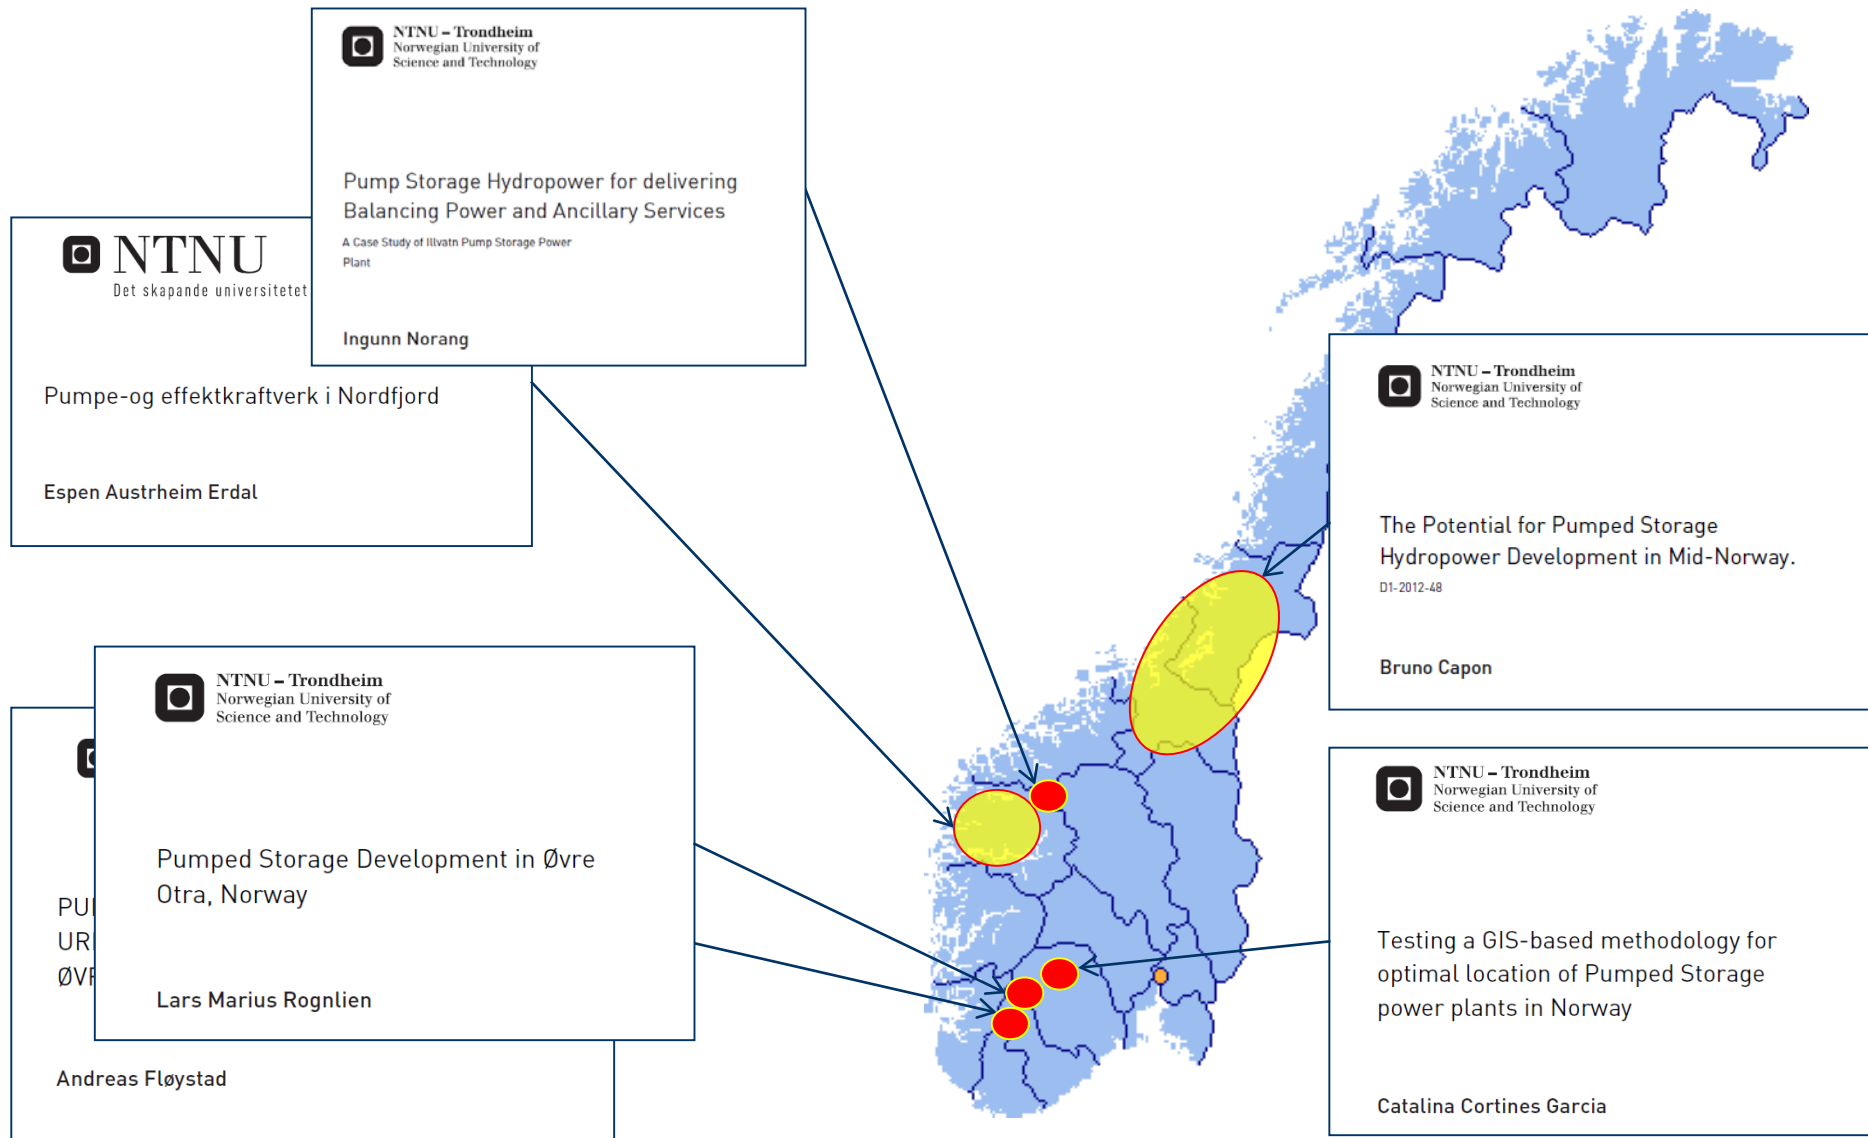 NTNU – Trondheim
Norwegian University of
Science and Technology
Pump Storage Hydropower for delivering
Balancing Power and Ancillary Services
A Case Study of Illvatn Pump Storage Power
Plant
Ingunn Norang
NTNU
Det skapande universitetet
Pumpe-og effektkraftverk i Nordfjord
Espen Austrheim Erdal
NTNU – Trondheim
Norwegian University of
Science and Technology
The Potential for Pumped Storage
Hydropower Development in Mid-Norway.
D1-2012-48
Bruno Capon
NTNU – Trondheim
Norwegian University of
Science and Technology
Pumped Storage Development in Øvre
Otra, Norway
Lars Marius Rognlien
Andreas Fløystad
NTNU – Trondheim
Norwegian University of
Science and Technology
Testing a GIS-based methodology for
optimal location of Pumped Storage
power plants in Norway
Catalina Cortines Garcia